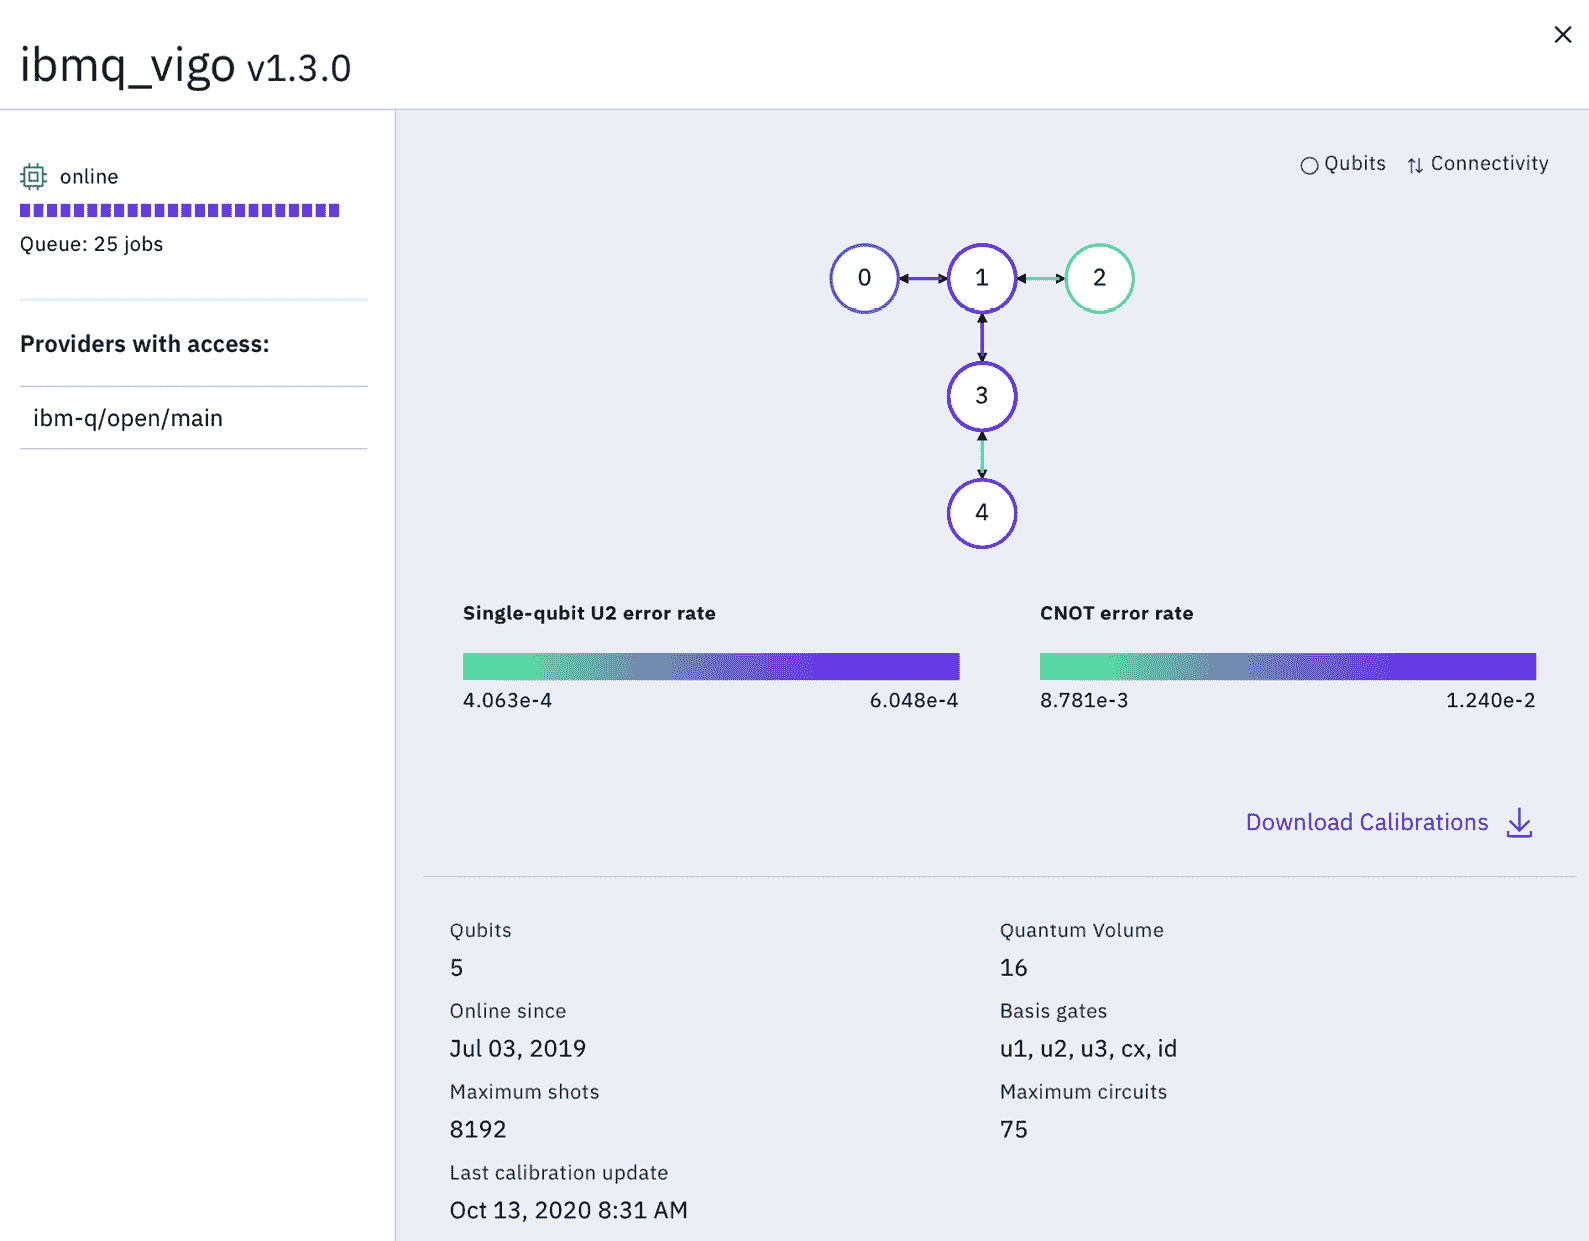 ibmq_vigo v1.3.0
online
Queue: 25 jobs
Providers with access:
ibm-q/open/main
Qubits Connectivity
0 1 2
3
4
Single-qubit U2 error rate
4.063e-4 6.048e-4
CNOT error rate
8.781e-3 1.240e-2
Download Calibrations
Qubits
5
Quantum Volume
16
Online since
Jul 03, 2019
Basis gates
u1, u2, u3, cx, id
Maximum shots
8192
Maximum circuits
75
Last calibration update
Oct 13, 2020 8:31 AM